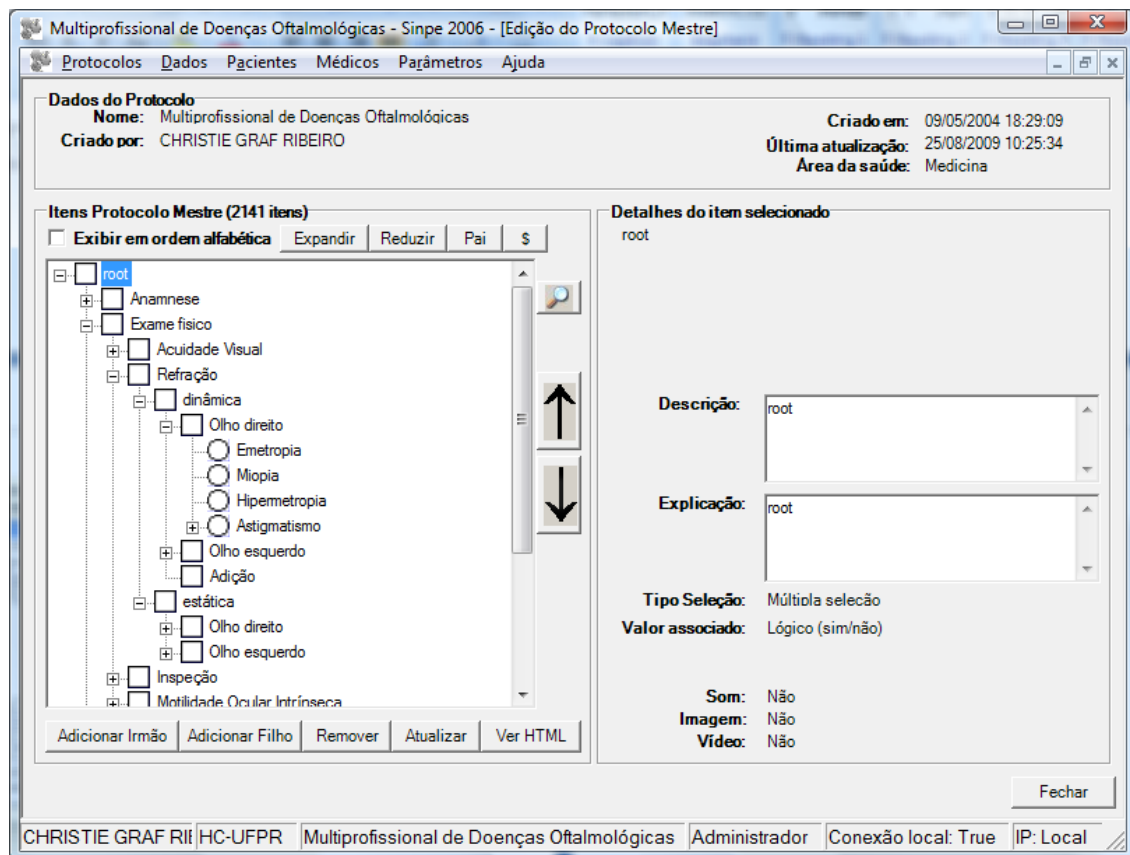 Multiprofissional de Doenças Oftalmológicas - Sinpe 2006 - [Edição do Protocolo Mestre]
Protocolos Dados Pacientes Médicos Parâmetros Ajuda
Dados do Protocolo
Nome: Multiprofissional de Doenças Oftalmológicas
Criado por: CHRISTIE GRAF RIBEIRO
Criado em: 09/05/2004 18:29:09
Última atualização: 25/08/2009 10:25:34
Área da saúde: Medicina
Itens Protocolo Mestre (2141 itens)
Exibir em ordem alfabética Expandir Reduzir Pai $
root
Anamnese
Exame fisico
Acuidade Visual
Refração
dinâmica
Olho direito
Emetropia
Miopia
Hipermetropia
Astigmatismo
Olho esquerdo
Adição
estática
Olho direito
Olho esquerdo
Inspeção
Motilidade Ocular Intrínseca
Adicionar Irmão Adicionar Filho Remover Atualizar Ver HTML
Detalhes do item selecionado
root
Descrição: root
Explicação: root
Tipo Seleção: Múltipla seleção
Valor associado: Lógico (sim/não)
Som: Não
Imagem: Não
Vídeo: Não
Fechar
CHRISTIE GRAF RIE HC-UFPR Multiprofissional de Doenças Oftalmológicas Administrador Conexão local: True IP: Local